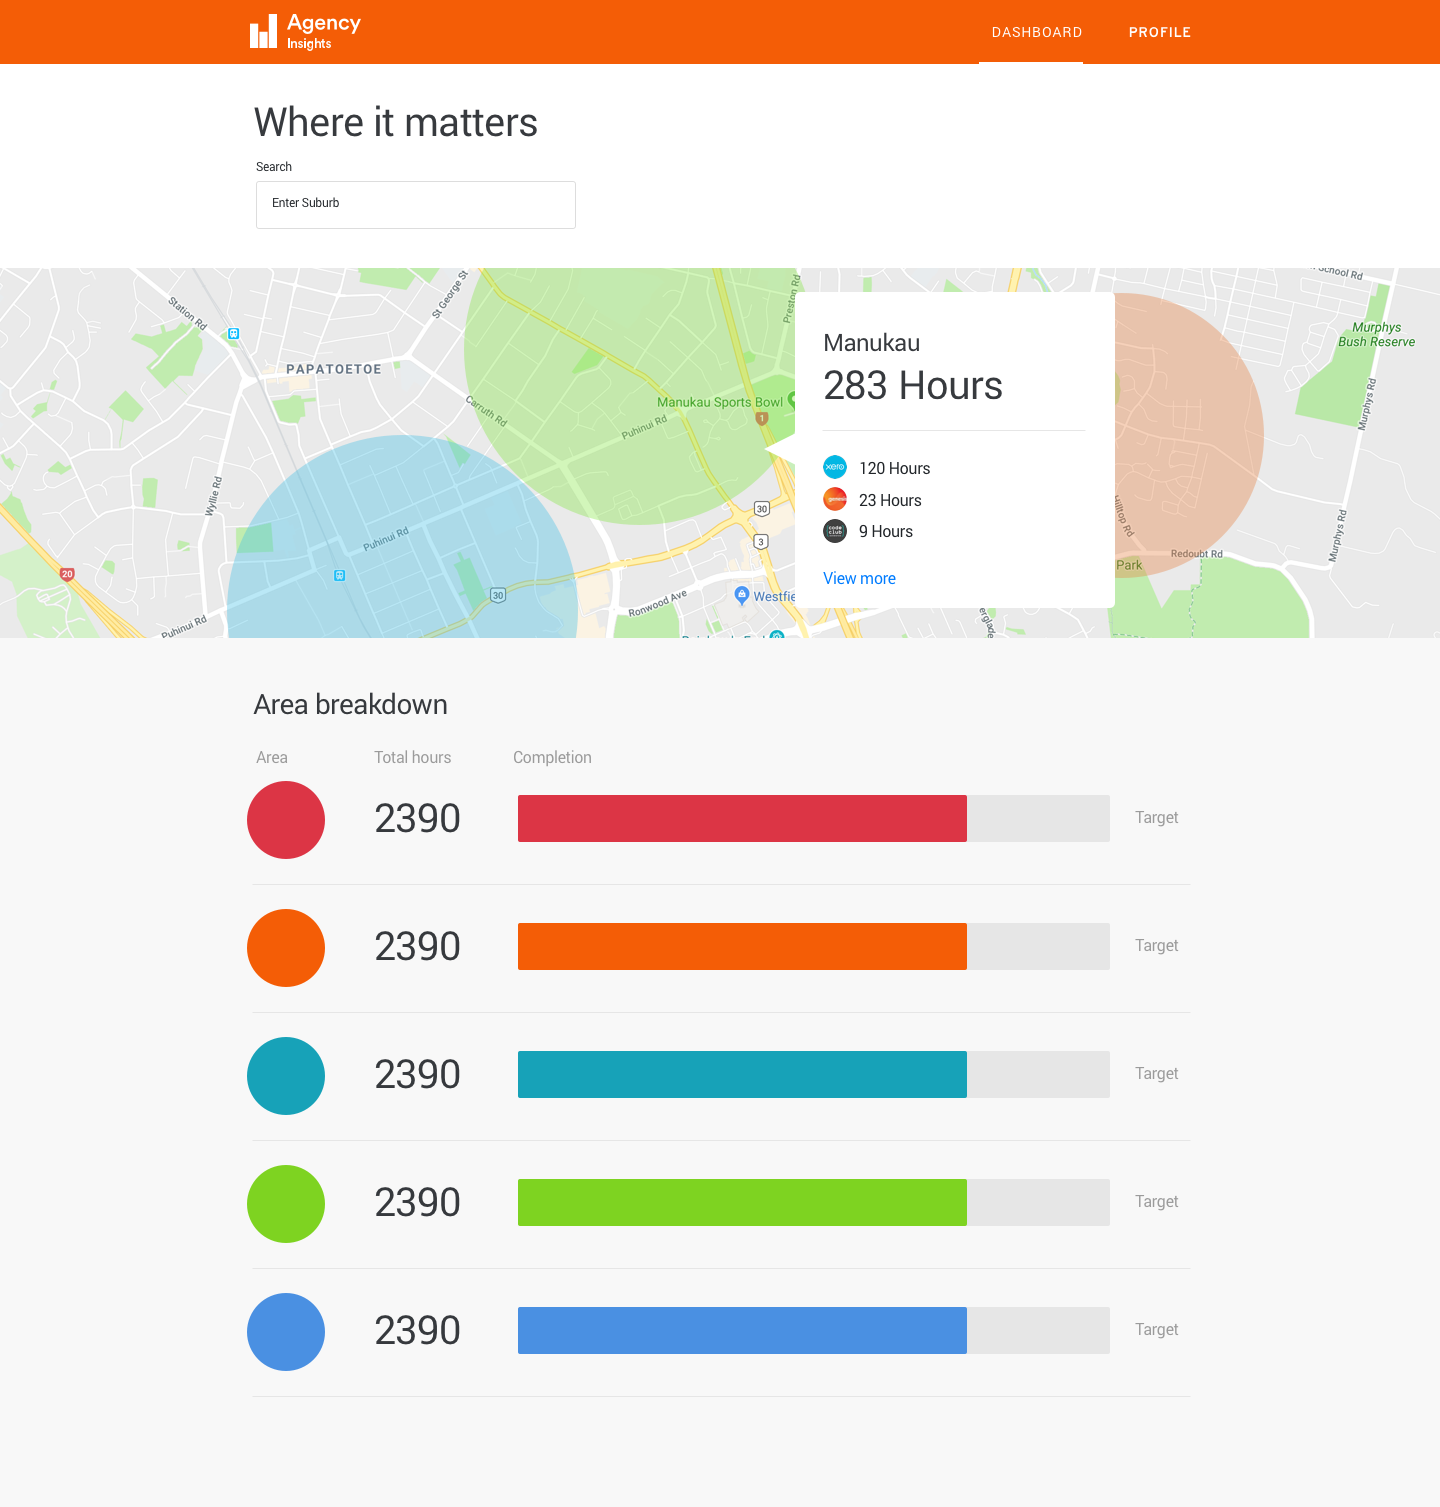 Agency
Insights
DASHBOARD
PROFILE
Where it matters
Search
Enter Suburb
School Rd
Station Rd
St George St
Preston Rd
Murphys
Bush Reserve
PAPATOETOE
Manukau
283 Hours
Carruth Rd
Manukau Sports Bowl
1
Puhinui Rd
Murphys Rd
xero
120 Hours
23 Hours
code
club
9 Hours
Wyllie Rd
30
3
Hilltop Rd
Murphys Rd
Puhinui Rd
Redoubt Rd
Park
20
View more
30
Ronwood Ave
Westfie
Puhinui Rd
Area breakdown
Area
Total hours
Completion
2390
Target
2390
Target
2390
Target
2390
Target
2390
Target